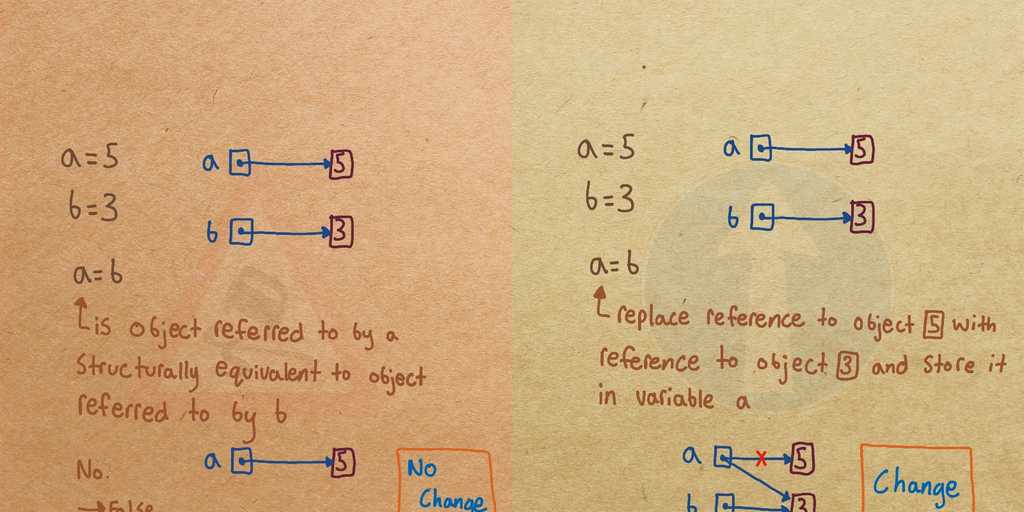 a=5
a
5
b=3
b
3
a=b
is object referred to by a
structurally equivalent to object
referred to by b
No.
a
5
No
Change
→False
a=5
a
5
b=3
b
3
a=b
replace reference to object 5 with
reference to object 3 and store it
in variable a
a
x
5
b
3
Change